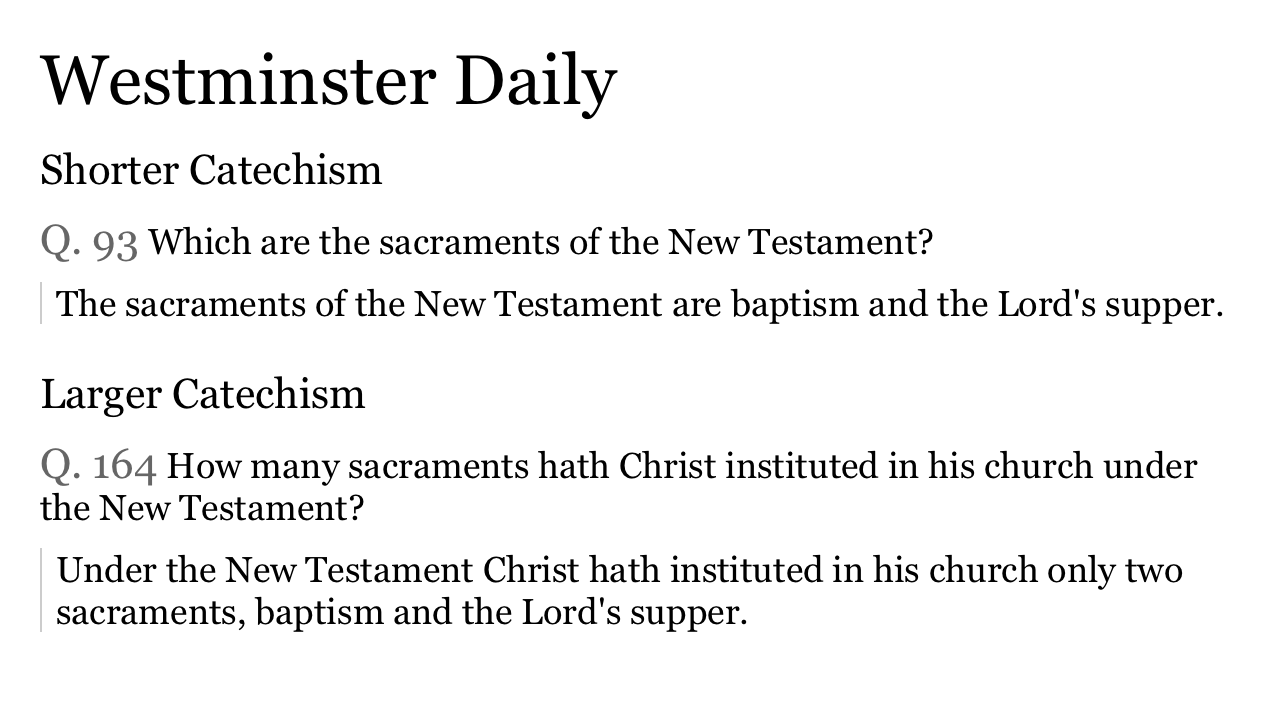 Westminster Daily
Shorter Catechism
Q. 93 Which are the sacraments of the New Testament?
The sacraments of the New Testament are baptism and the Lord's supper.
Larger Catechism
Q. 164 How many sacraments hath Christ instituted in his church under
the New Testament?
Under the New Testament Christ hath instituted in his church only two
sacraments, baptism and the Lord's supper.